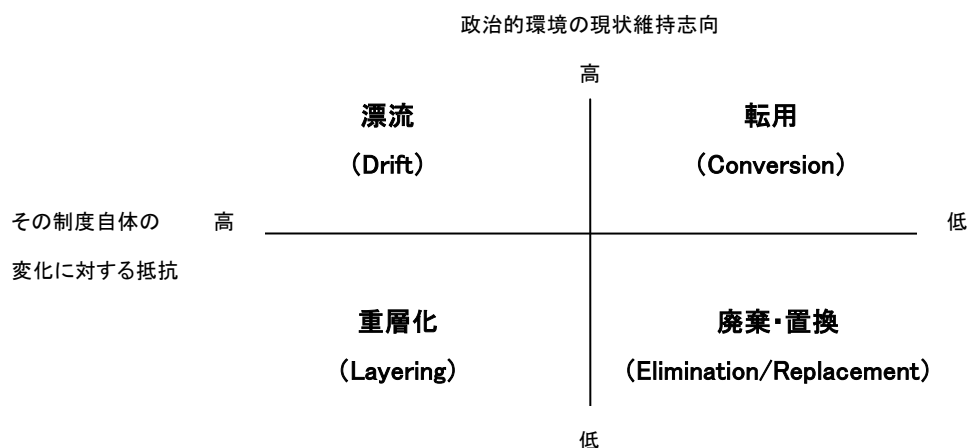 政治的環境の現状維持志向
高
漂流
（Drift）
転用
（Conversion）
その制度自体の
変化に対する抵抗
高
低
重層化
（Layering）
廃棄・置換
（Elimination/Replacement）
低